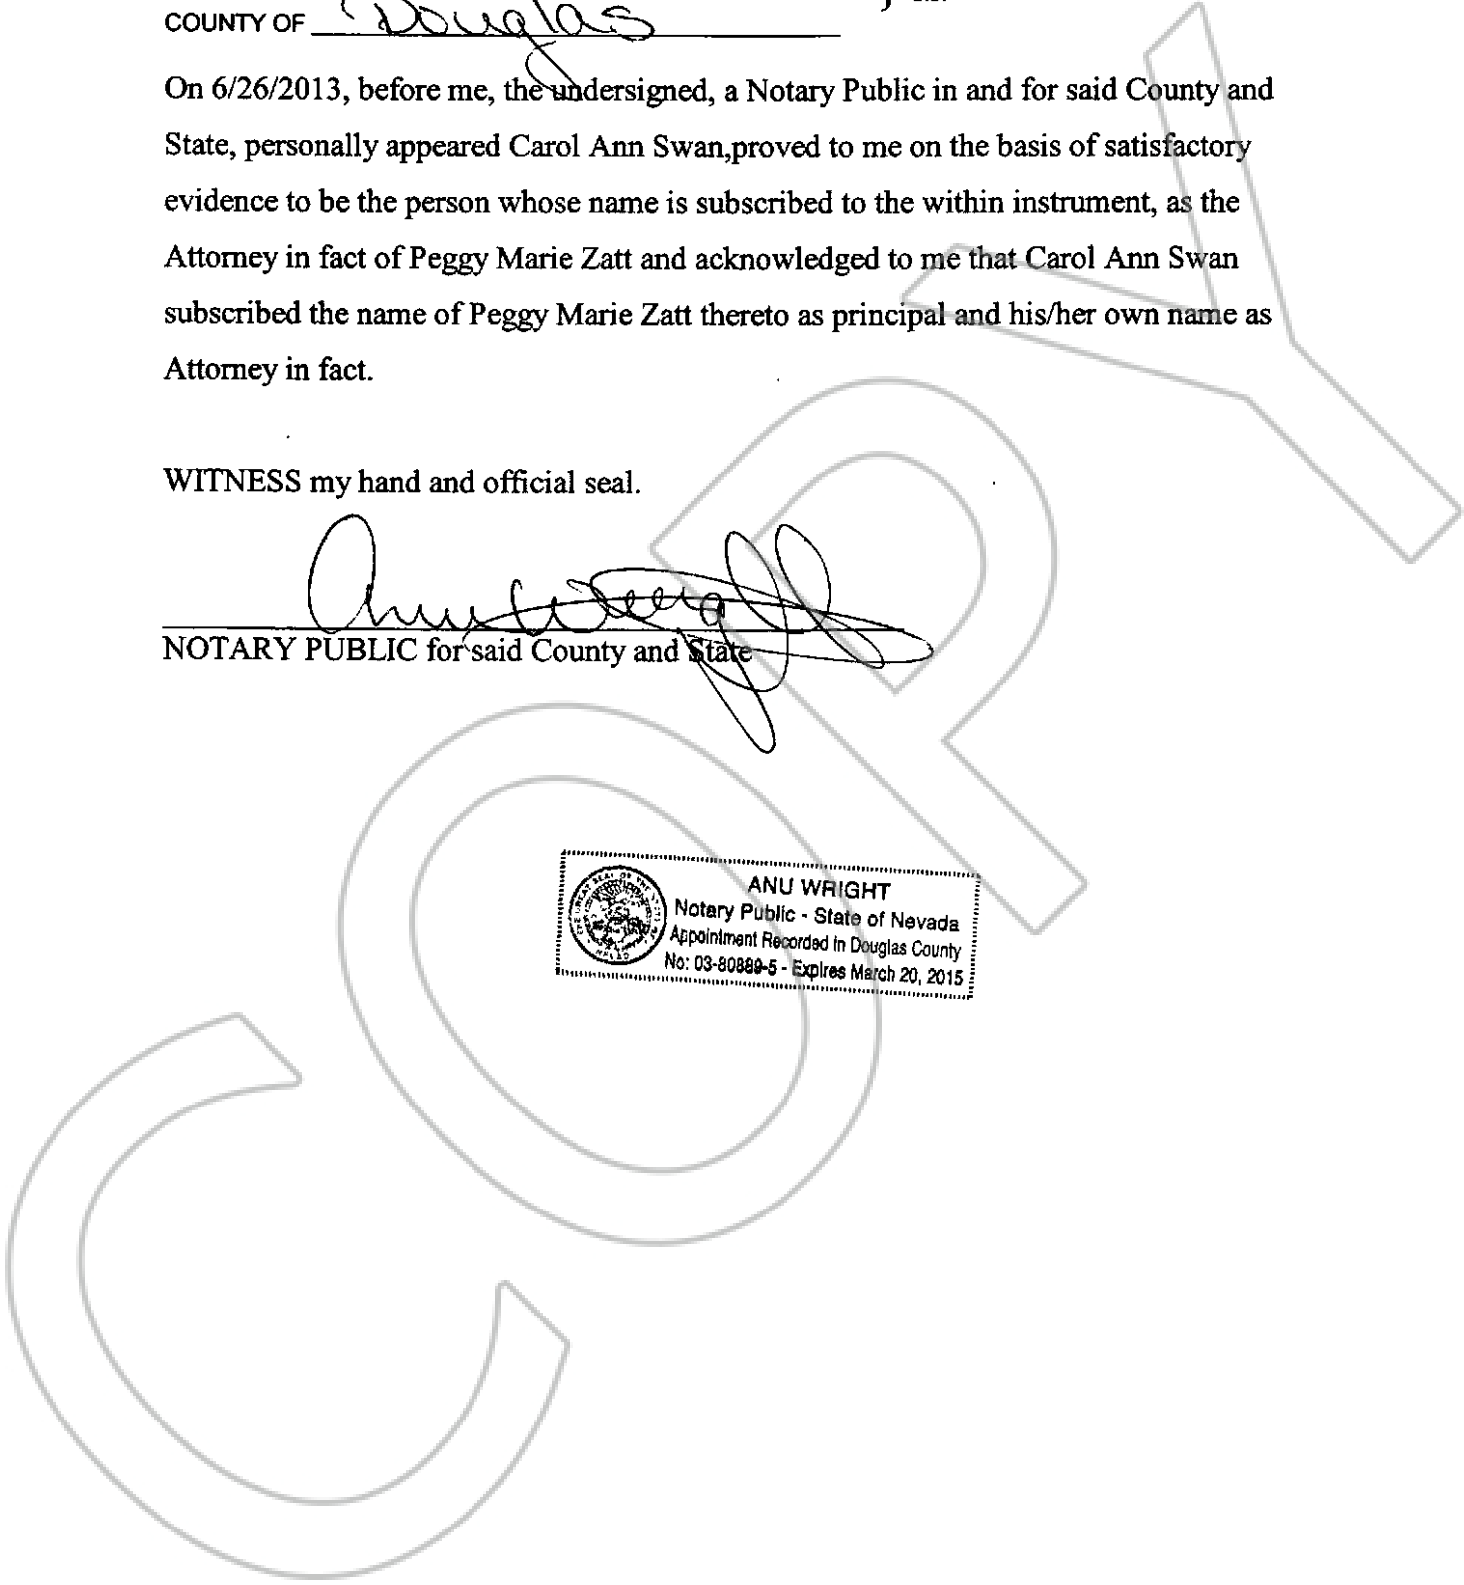 COUNTY OF Douglas
On 6/26/2013, before me, the undersigned, a Notary Public in and for said County and
State, personally appeared Carol Ann Swan,proved to me on the basis of satisfactory
evidence to be the person whose name is subscribed to the within instrument, as the
Attorney in fact of Peggy Marie Zatt and acknowledged to me that Carol Ann Swan
subscribed the name of Peggy Marie Zatt thereto as principal and his/her own name as
Attorney in fact.
WITNESS my hand and official seal.
Anu Wright
NOTARY PUBLIC for said County and State
ANU WRIGHT
Notary Public - State of Nevada
Appointment Recorded in Douglas County
No: 03-80889-5 - Expires March 20, 2015
COPY